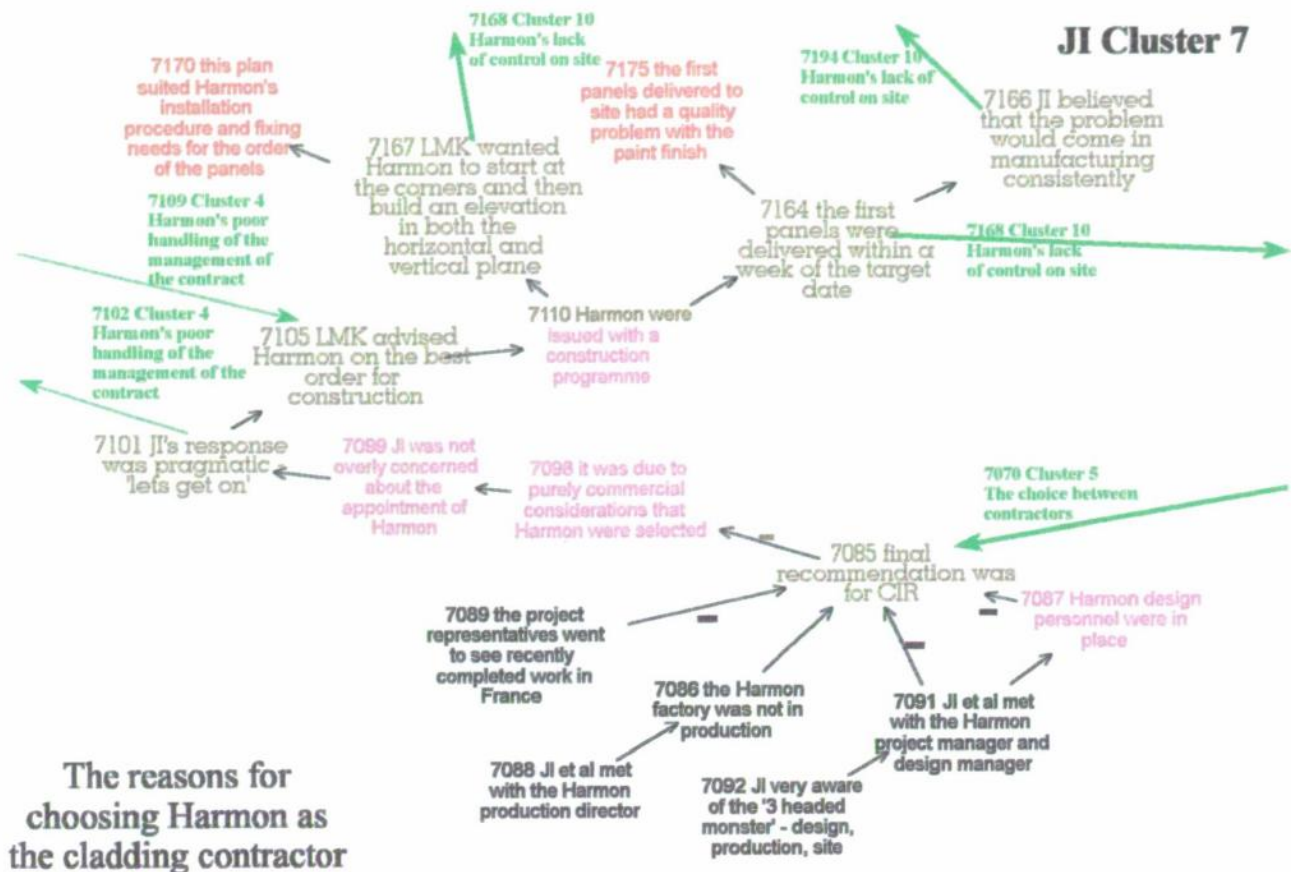 JI Cluster 7
7168 Cluster 10
Harmon's lack
of control on site
7170 this plan
suited Harmon's
installation
procedure and fixing
needs for the order
of the panels
7167 LMK wanted
Harmon to start at
the corners and then
build an elevation
in both the
horizontal and
vertical plane
7175 the first
panels delivered to
site had a quality
problem with the
paint finish
7194 Cluster 10
Harmon's lack of
control on site
7166 JI believed
that the problem
would come in
manufacturing
consistently
7109 Cluster 4
Harmon's poor
handling of the
management of
the contract
7164 the first
panels were
delivered within a
week of the target
date
7168 Cluster 10
Harmon's lack
of control on site
7102 Cluster 4
Harmon's poor
handling of the
management of the
contract
7105 LMK advised
Harmon on the best
order for
construction
7110 Harmon were
issued with a
construction
programme
7101 JI's response
was pragmatic -
'lets get on'
7099 JI was not
overly concerned
about the
appointment of
Harmon
7098 it was due to
purely commercial
considerations that
Harmon were selected
7070 Cluster 5
The choice between
contractors
7085 final
recommendation was
for CIR
7087 Harmon design
personnel were in
place
7089 the project
representatives went
to see recently
completed work in
France
7086 the Harmon
factory was not in
production
7091 JI et al met
with the Harmon
project manager and
design manager
7088 JI et al met
with the Harmon
production director
7092 JI very aware
of the '3 headed
monster' - design,
production, site
The reasons for
choosing Harmon as
the cladding contractor